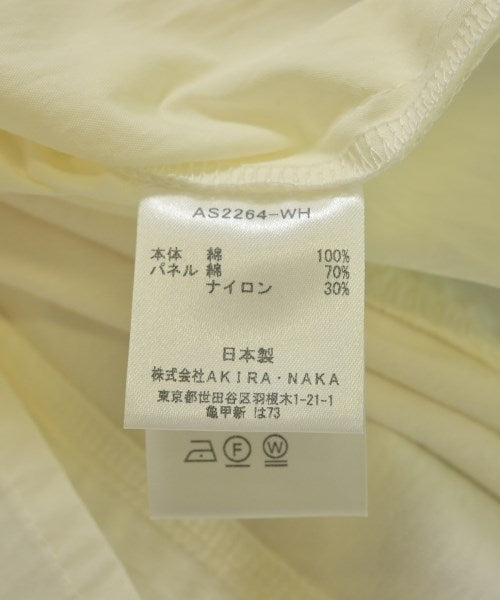 AS2264-WH
本体 綿 100%
パネル 綿 70%
ナイロン 30%
日本製
株式会社AKIRA・NAKA
東京都世田谷区羽根木1-21-1
亀甲新 は73
F W